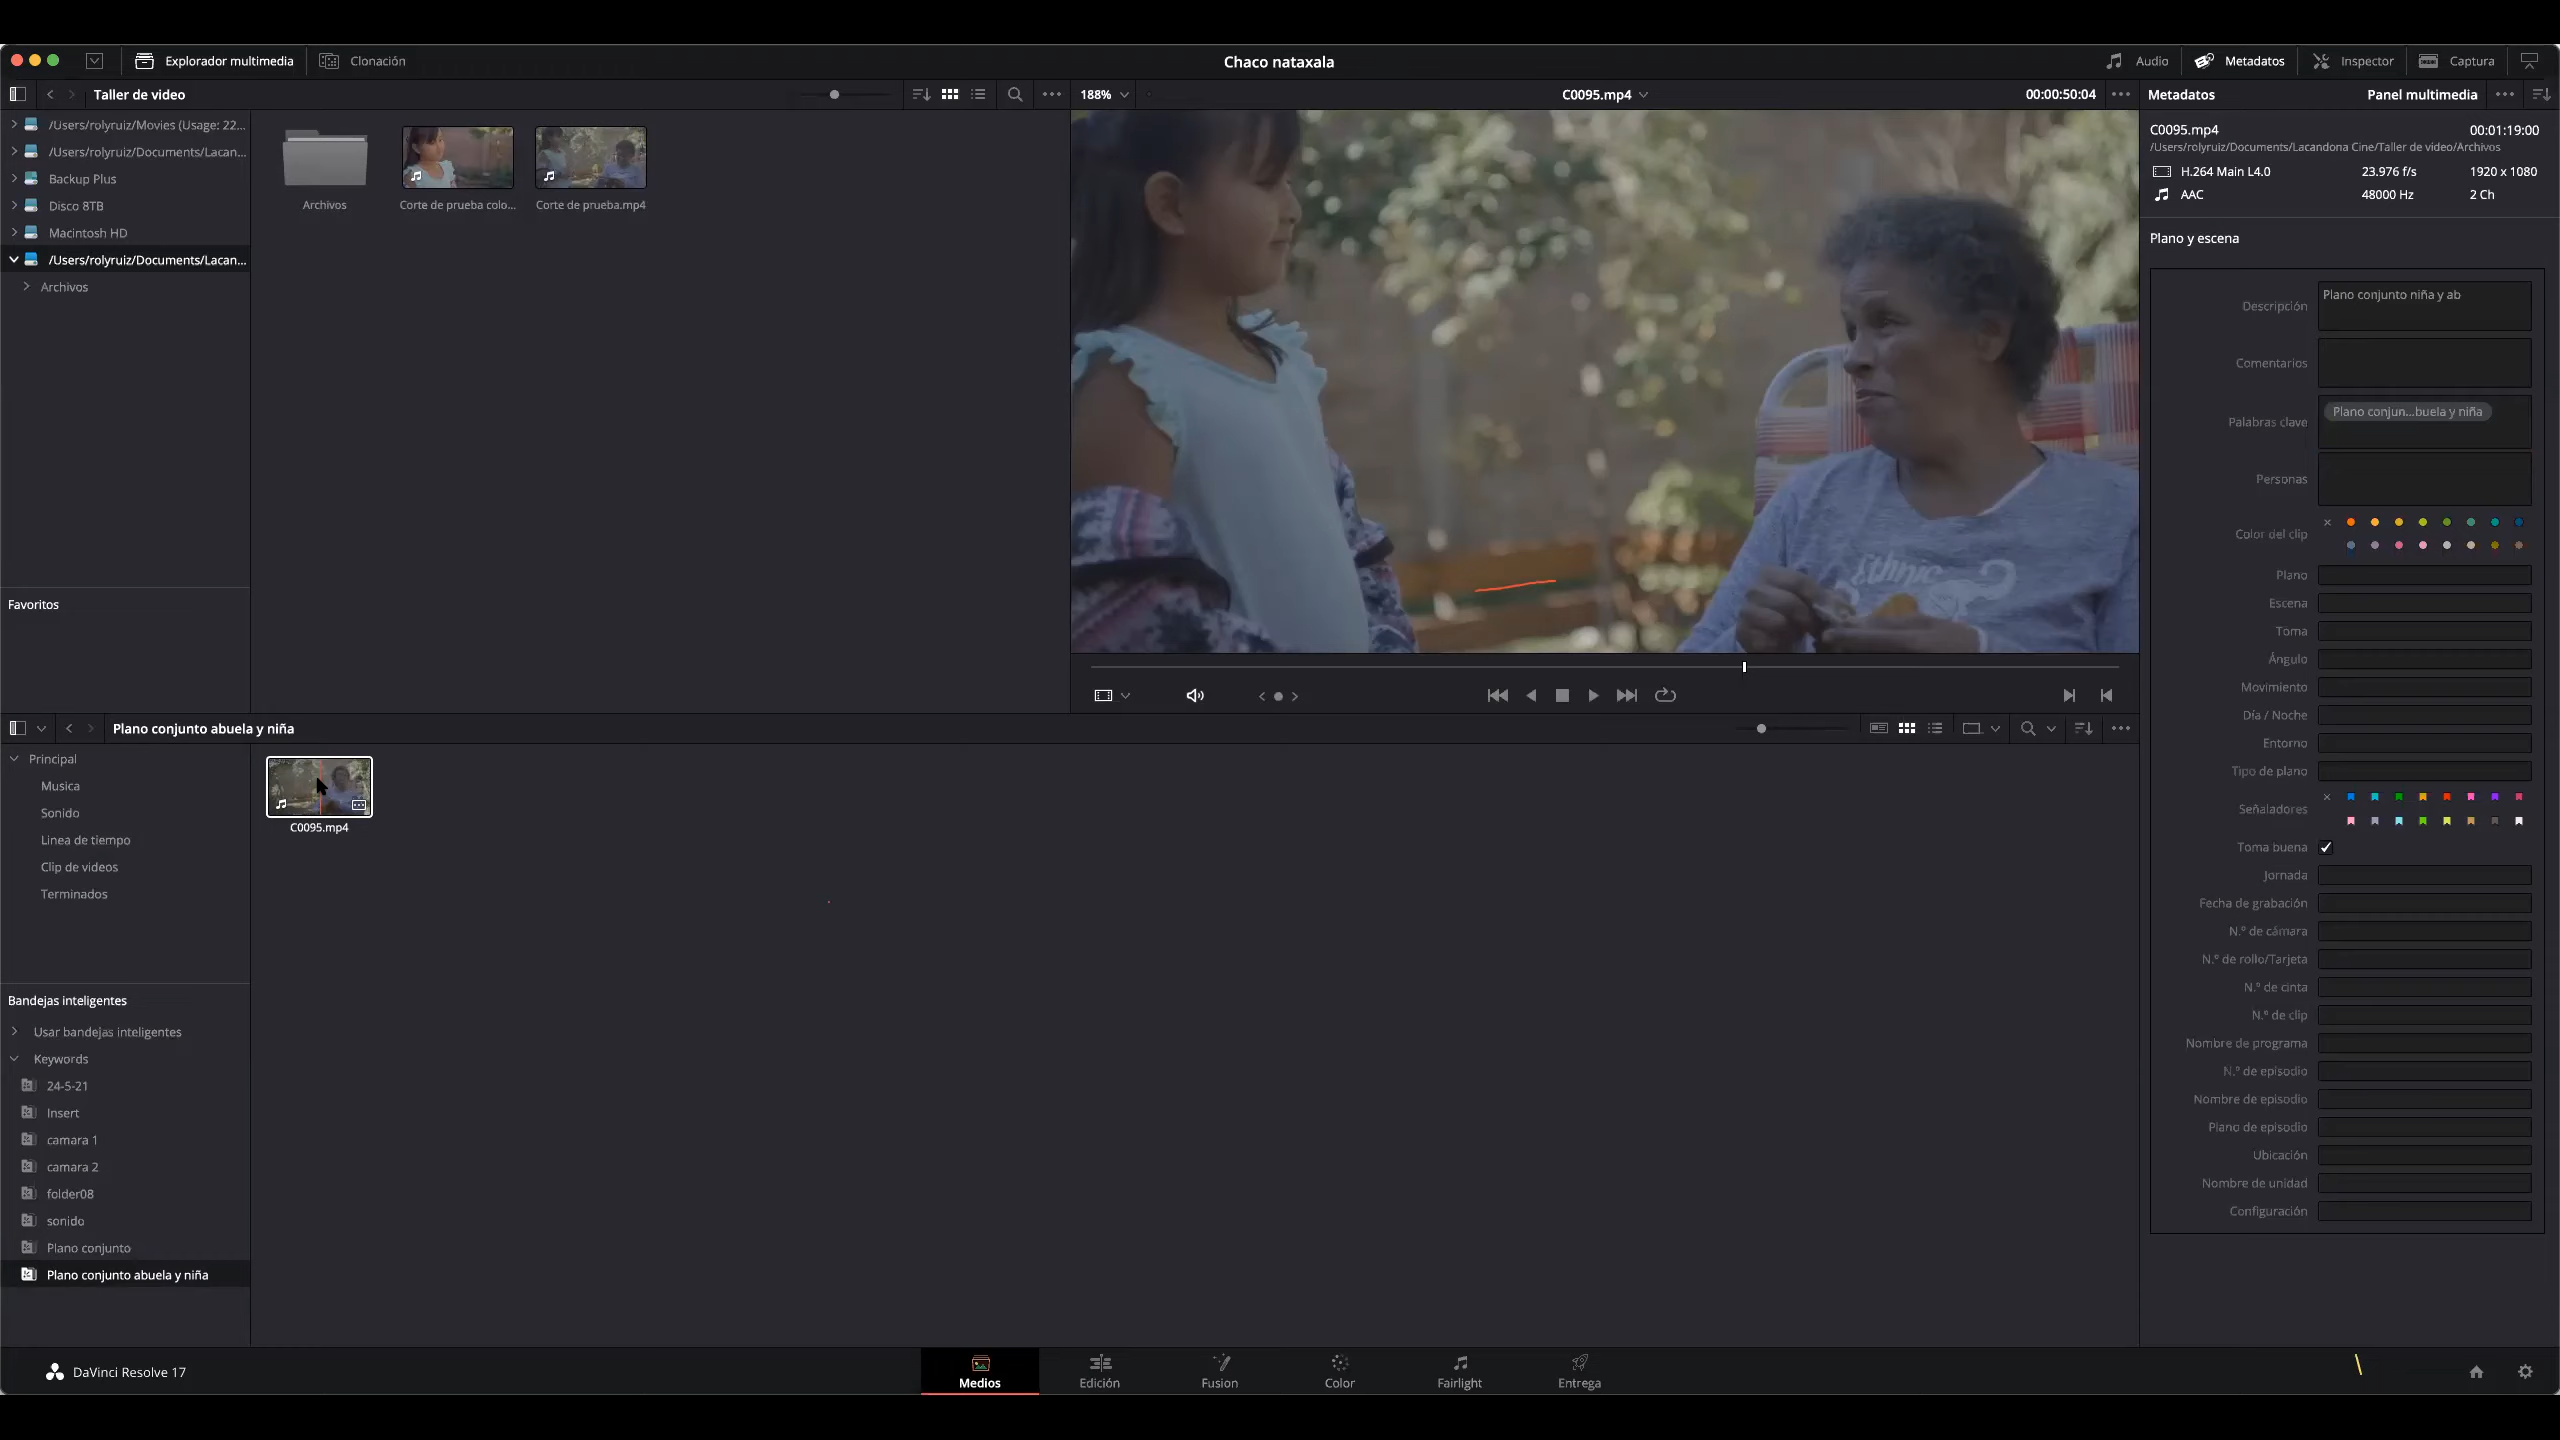 Explorador multimedia
Clonación
Chaco nataxala
Audio
Metadatos
Inspector
Captura
Taller de video
188%
C0095.mp4
00:00:50:04
Metadatos
Panel multimedia
/Users/rolyruiz/Movies (Usage: 22...
/Users/rolyruiz/Documents/Lacan...
Backup Plus
Disco 8TB
Macintosh HD
/Users/rolyruiz/Documents/Lacan...
Archivos
Favoritos
Archivos
Corte de prueba colo...
Corte de prueba.mp4
C0095.mp4
00:01:19:00
/Users/rolyruiz/Documents/Lacandona Cine/Taller de video/Archivos
H.264 Main L4.0
23.976 f/s
1920 x 1080
AAC
48000 Hz
2 Ch
Plano y escena
Descripción
Plano conjunto niña y ab
Comentarios
Palabras clave
Plano conjun...buela y niña
Personas
Color del clip
Plano
Escena
Toma
Ángulo
Movimiento
Día / Noche
Entorno
Tipo de plano
Señaladores
Toma buena
Jornada
Fecha de grabación
N.º de cámara
N.º de rollo/Tarjeta
N.º de cinta
N.º de clip
Nombre de programa
N.º de episodio
Nombre de episodio
Plano de episodio
Ubicación
Nombre de unidad
Configuración
ethnic
Plano conjunto abuela y niña
Principal
Musica
Sonido
Linea de tiempo
Clip de videos
Terminados
C0095.mp4
Bandejas inteligentes
Usar bandejas inteligentes
Keywords
24-5-21
Insert
camara 1
camara 2
folder08
sonido
Plano conjunto
Plano conjunto abuela y niña
DaVinci Resolve 17
Medios
Edición
Fusion
Color
Fairlight
Entrega